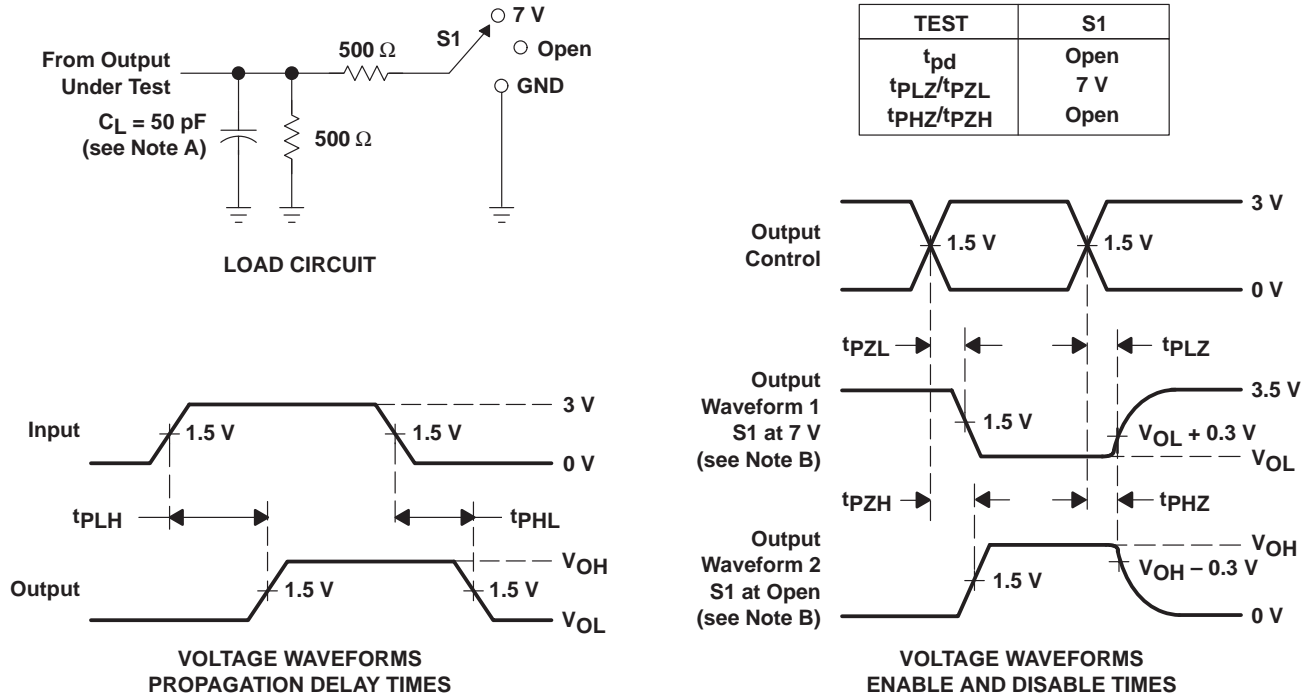 7 V
S1
500 Ω
Open
From Output
Under Test
GND
CL = 50 pF
(see Note A)
500 Ω
LOAD CIRCUIT
TEST S1
tpd Open
tPLZ/tPZL 7 V
tPHZ/tPZH Open
3 V
Output
Control
1.5 V
1.5 V
0 V
Input
3 V
1.5 V
1.5 V
0 V
tPLH
tPHL
Output
VOH
1.5 V
1.5 V
VOL
VOLTAGE WAVEFORMS
PROPAGATION DELAY TIMES
tPZL
tPLZ
Output
Waveform 1
S1 at 7 V
(see Note B)
3.5 V
1.5 V
VOL + 0.3 V
VOL
tPZH
tPHZ
Output
Waveform 2
S1 at Open
(see Note B)
VOH
1.5 V
VOH − 0.3 V
0 V
VOLTAGE WAVEFORMS
ENABLE AND DISABLE TIMES